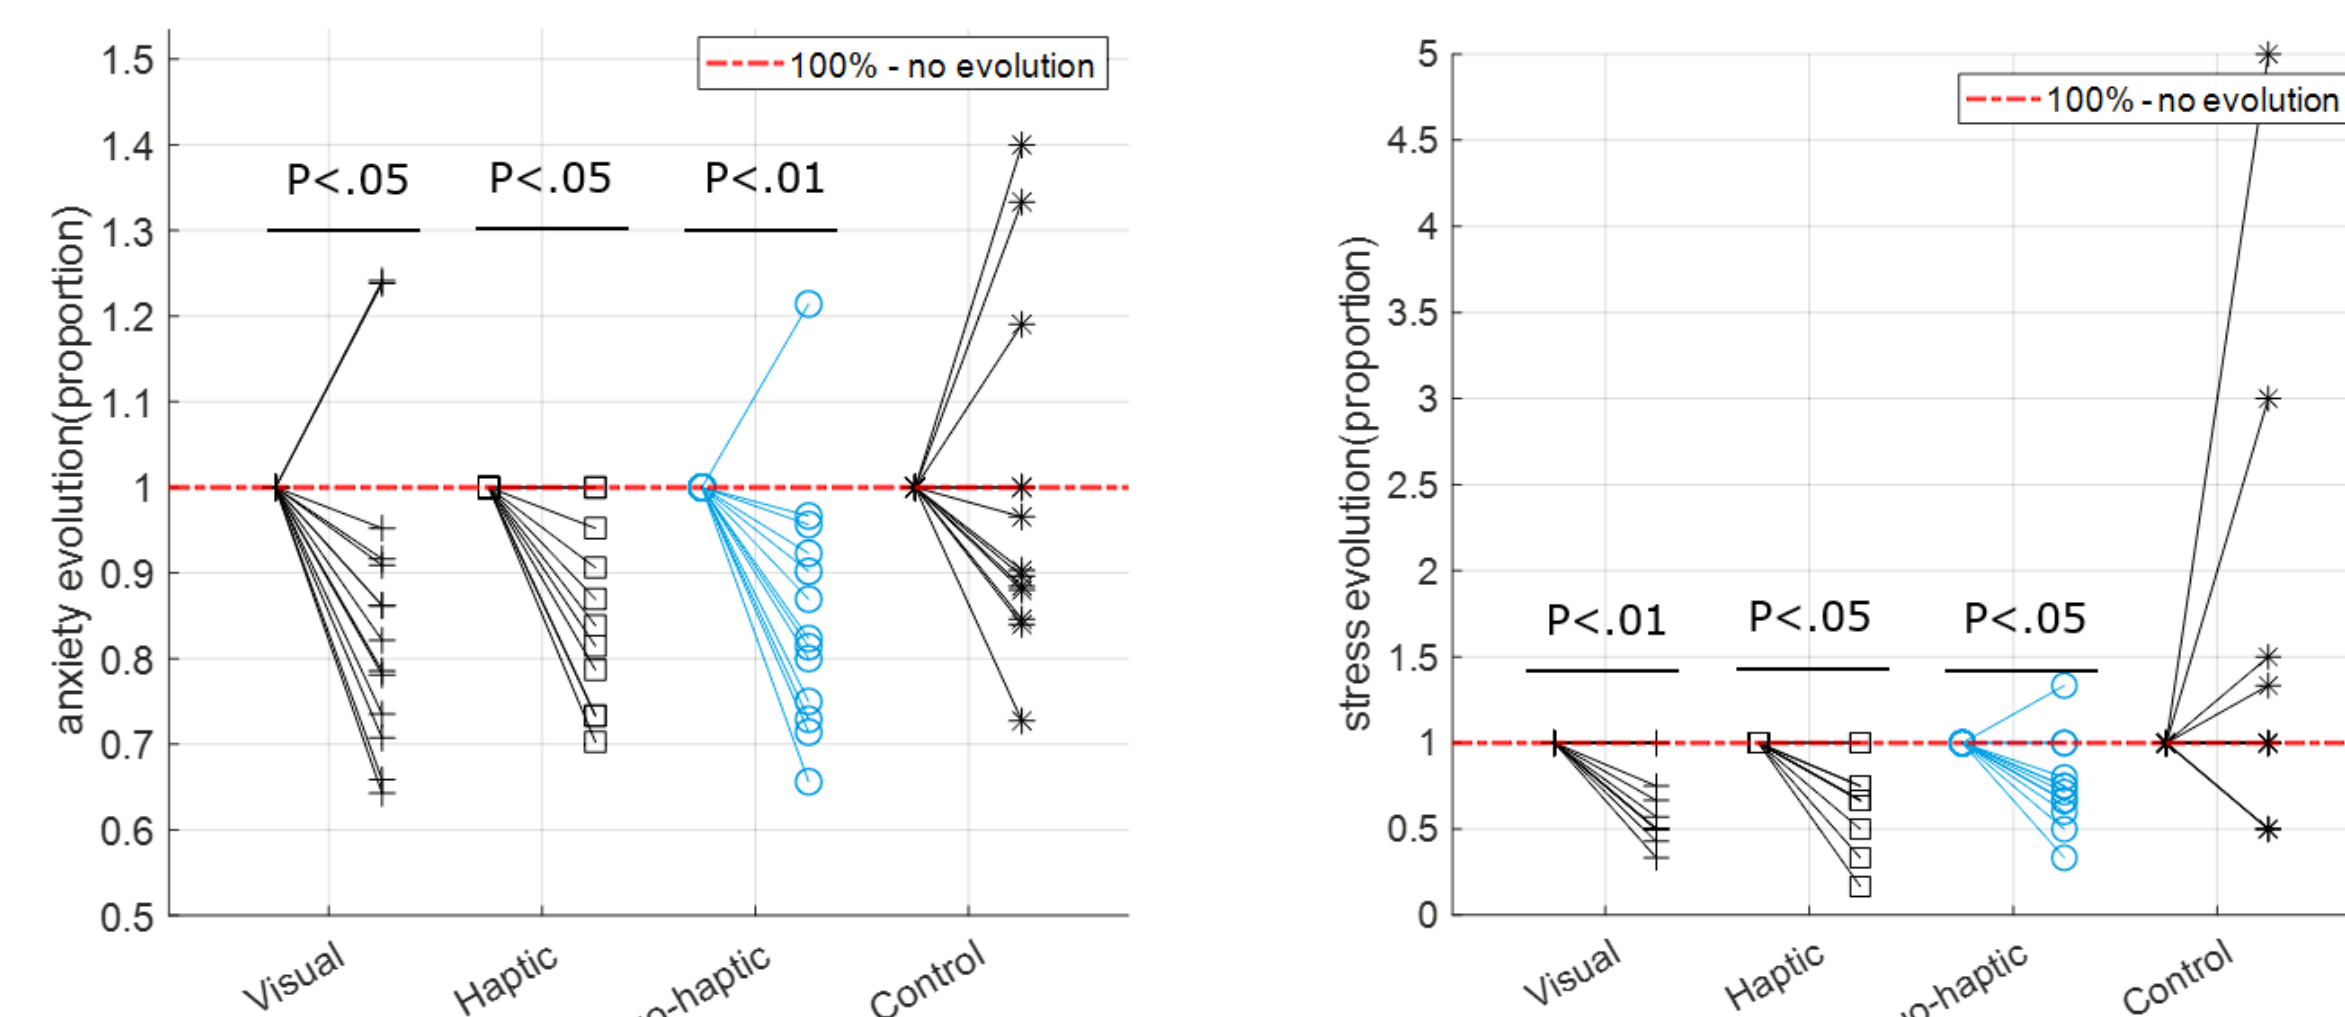 anxiety evolution(proportion)
1.5
1.4
1.3
1.2
1.1
1
0.9
0.8
0.7
0.6
0.5
100% - no evolution
P<.05
P<.05
P<.01
Visual
Haptic
o-haptic
Control
stress evolution(proportion)
5
4.5
4
3.5
3
2.5
2
1.5
1
0.5
0
100% - no evolution
P<.01
P<.05
P<.05
Visual
Haptic
o-haptic
Control